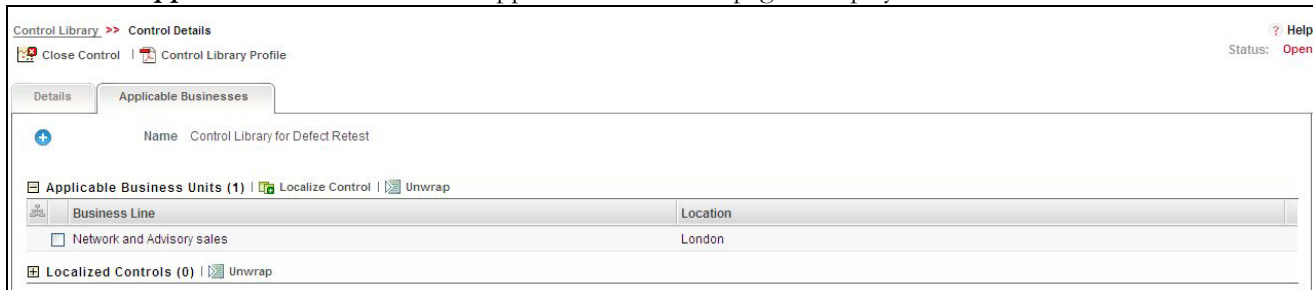 Control Library >> Control Details
? Help
Close Control | Control Library Profile
Status: Open
Details Applicable Businesses
Name Control Library for Defect Retest
Applicable Business Units (1) | Localize Control | Unwrap
Business Line Location
Network and Advisory sales London
Localized Controls (0) | Unwrap